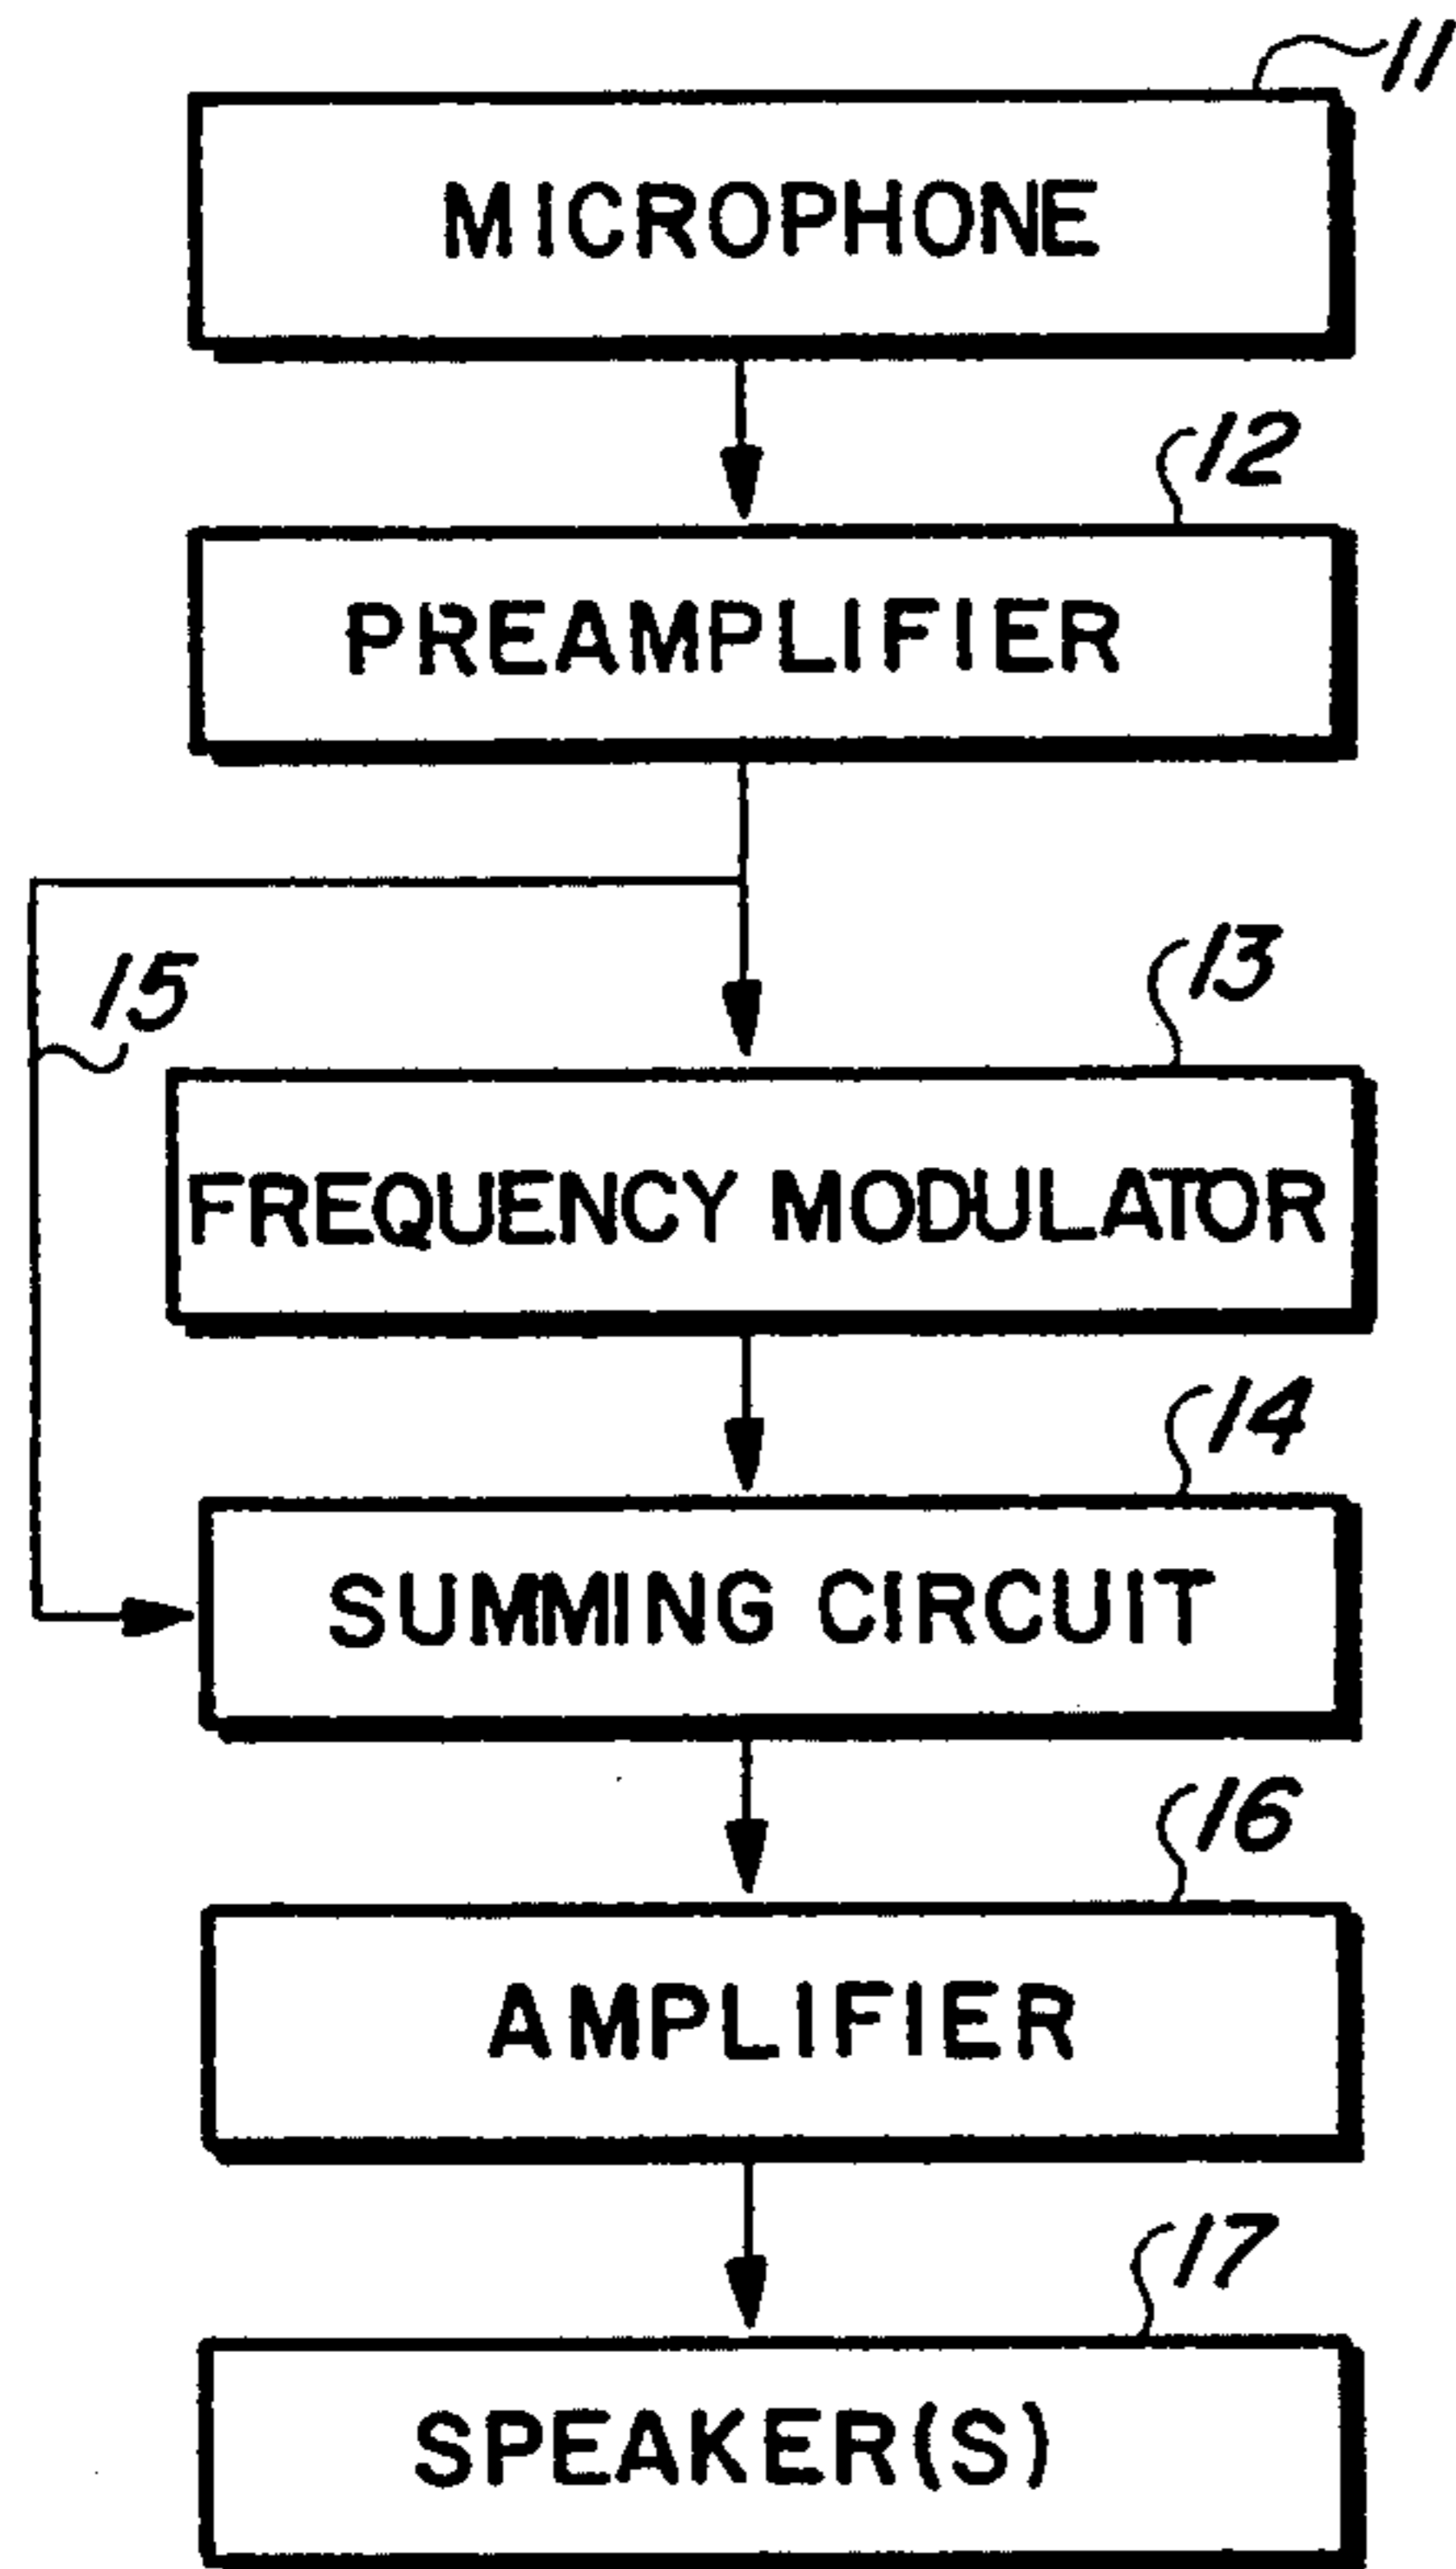 11
MICROPHONE
12
PREAMPLIFIER
15
13
FREQUENCY MODULATOR
14
SUMMING CIRCUIT
16
AMPLIFIER
17
SPEAKER(S)